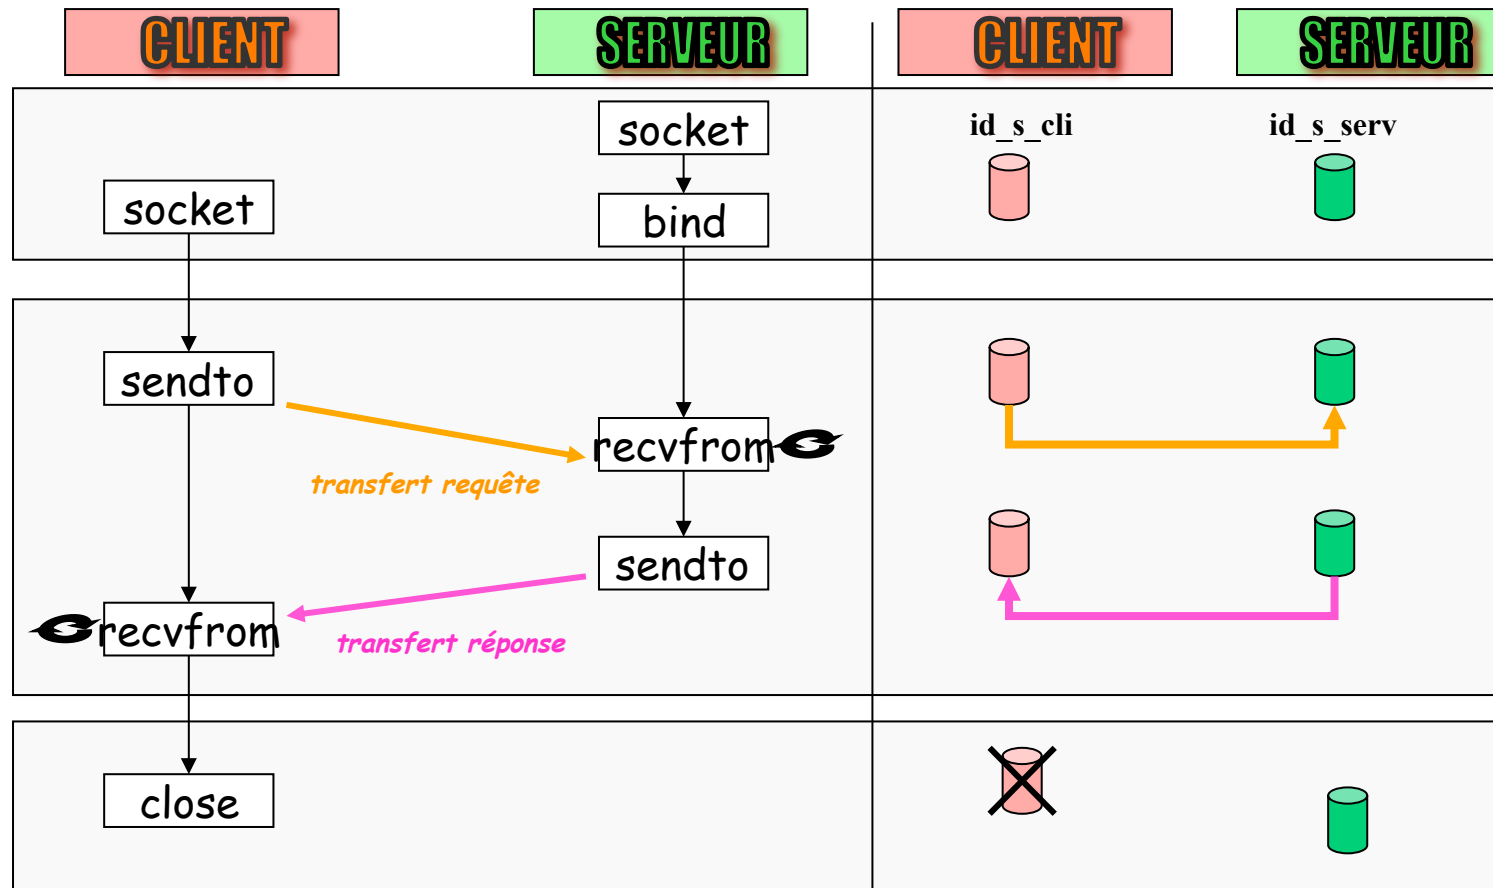 CLIENT
SERVEUR
CLIENT
SERVEUR
socket
id_s_cli
id_s_serv
socket
bind
sendto
recvfrom
transfert requête
sendto
recvfrom
transfert réponse
close